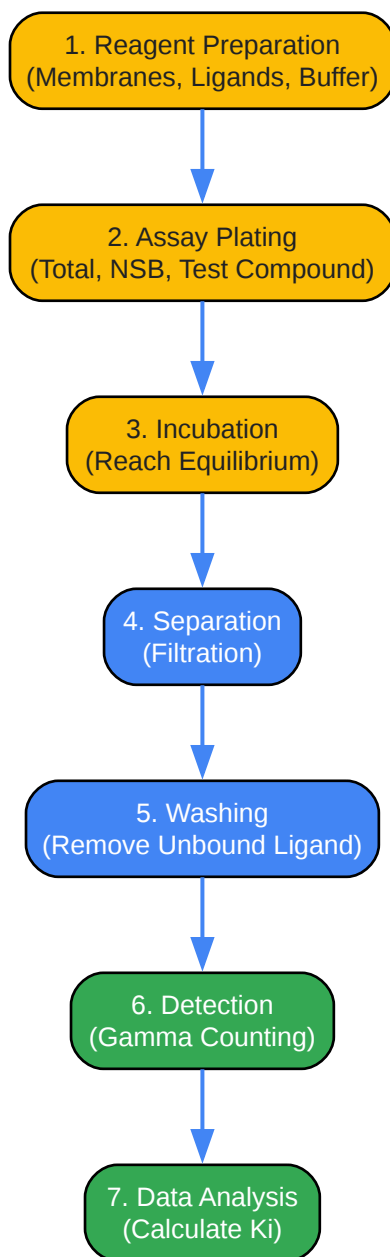 1. Reagent Preparation
(Membranes, Ligands, Buffer)
2. Assay Plating
(Total, NSB, Test Compound)
3. Incubation
(Reach Equilibrium)
4. Separation
(Filtration)
5. Washing
(Remove Unbound Ligand)
6. Detection
(Gamma Counting)
7. Data Analysis
(Calculate Ki)